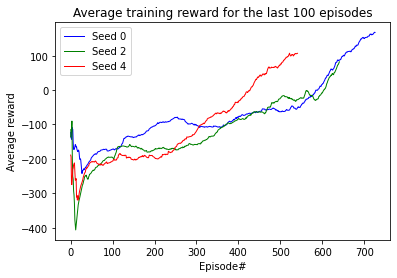 Average training reward for the last 100 episodes
Seed 0
Seed 2
Seed 4
100
0
−100
−200
−300
−400
Average reward
0 100 200 300 400 500 600 700
Episode#